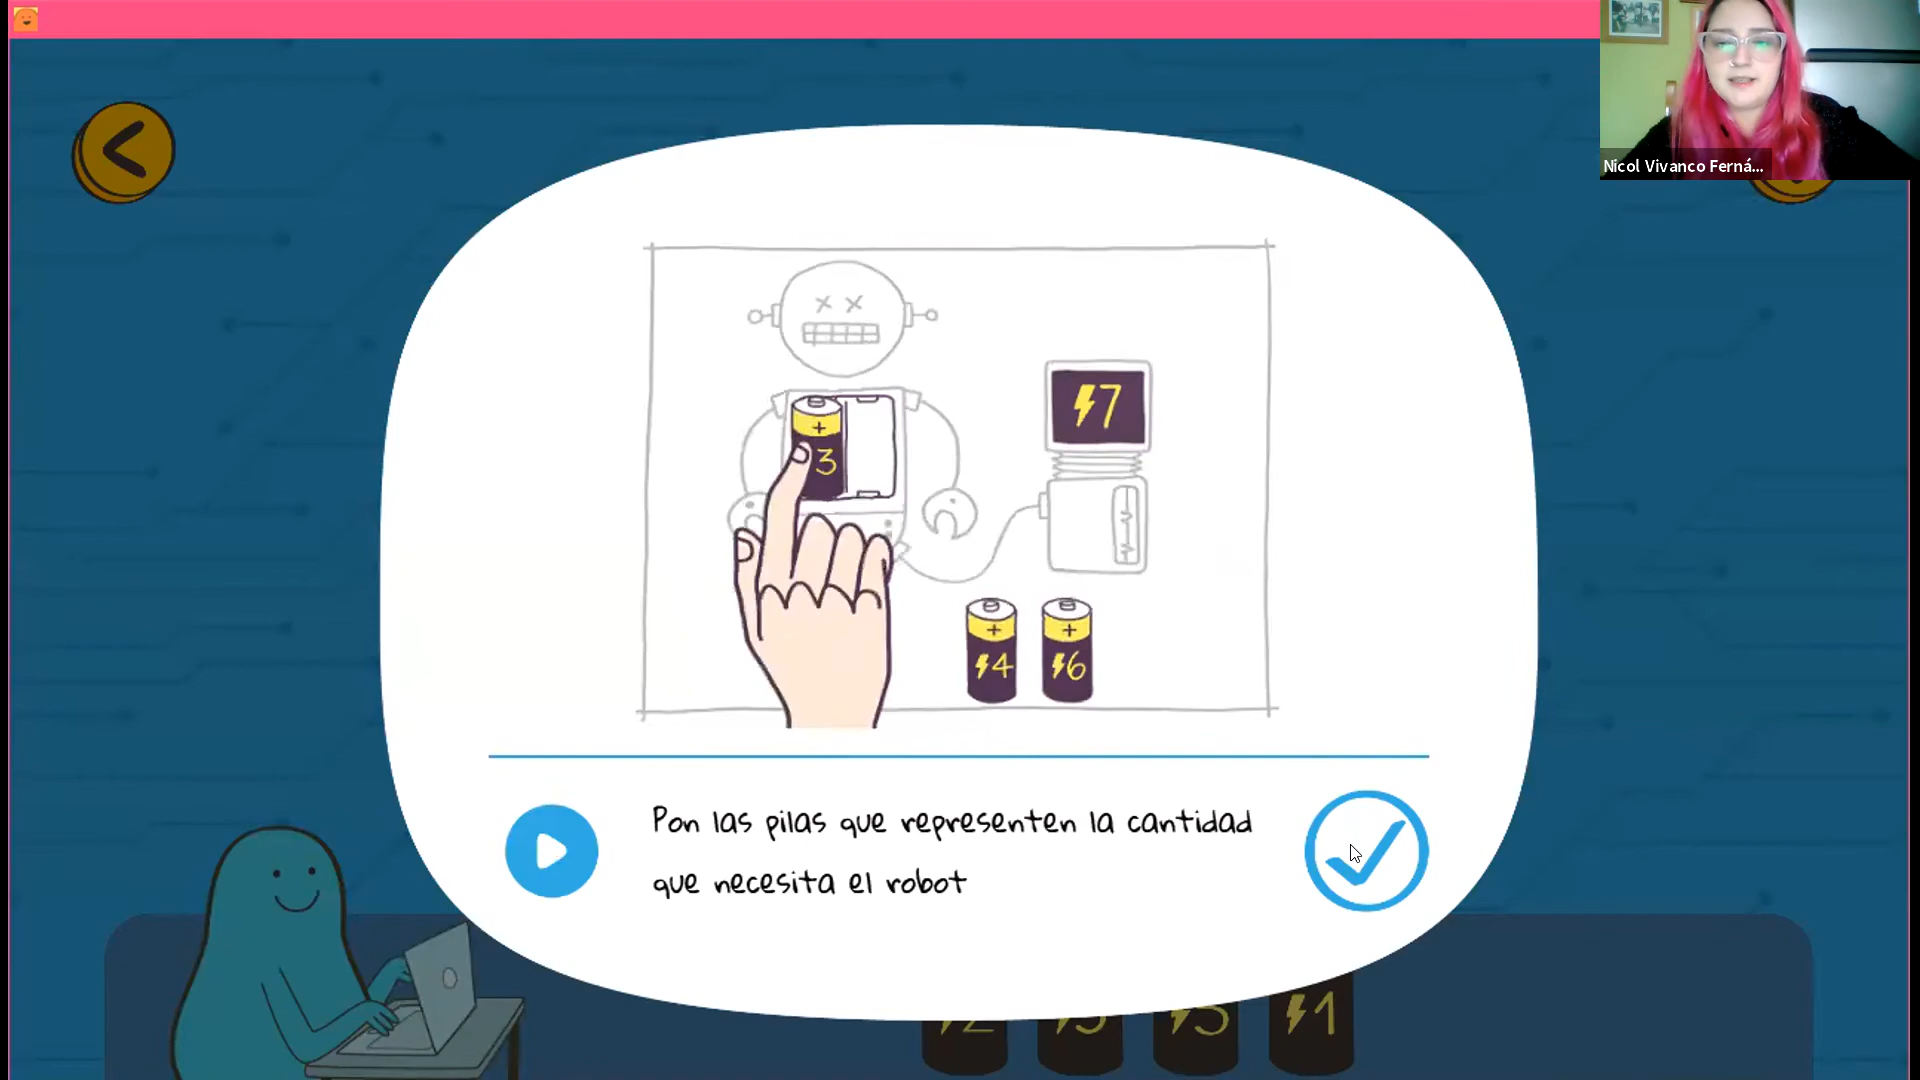 Nicol Vivanco Ferná...
7
+
3
+
4
+
6
Pon las pilas que representen la cantidad
que necesita el robot
1